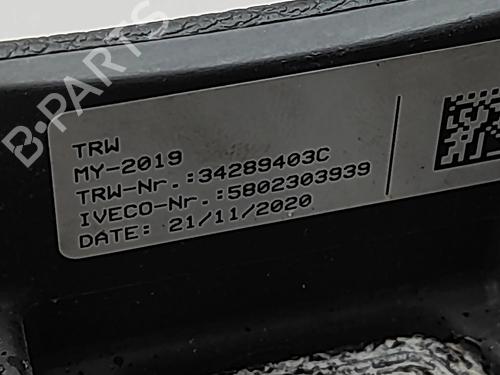 B-PARTS
TRW
MY-2019
TRW-Nr.:34289403C
IVECO-Nr.:5802303939
DATE: 21/11/2020